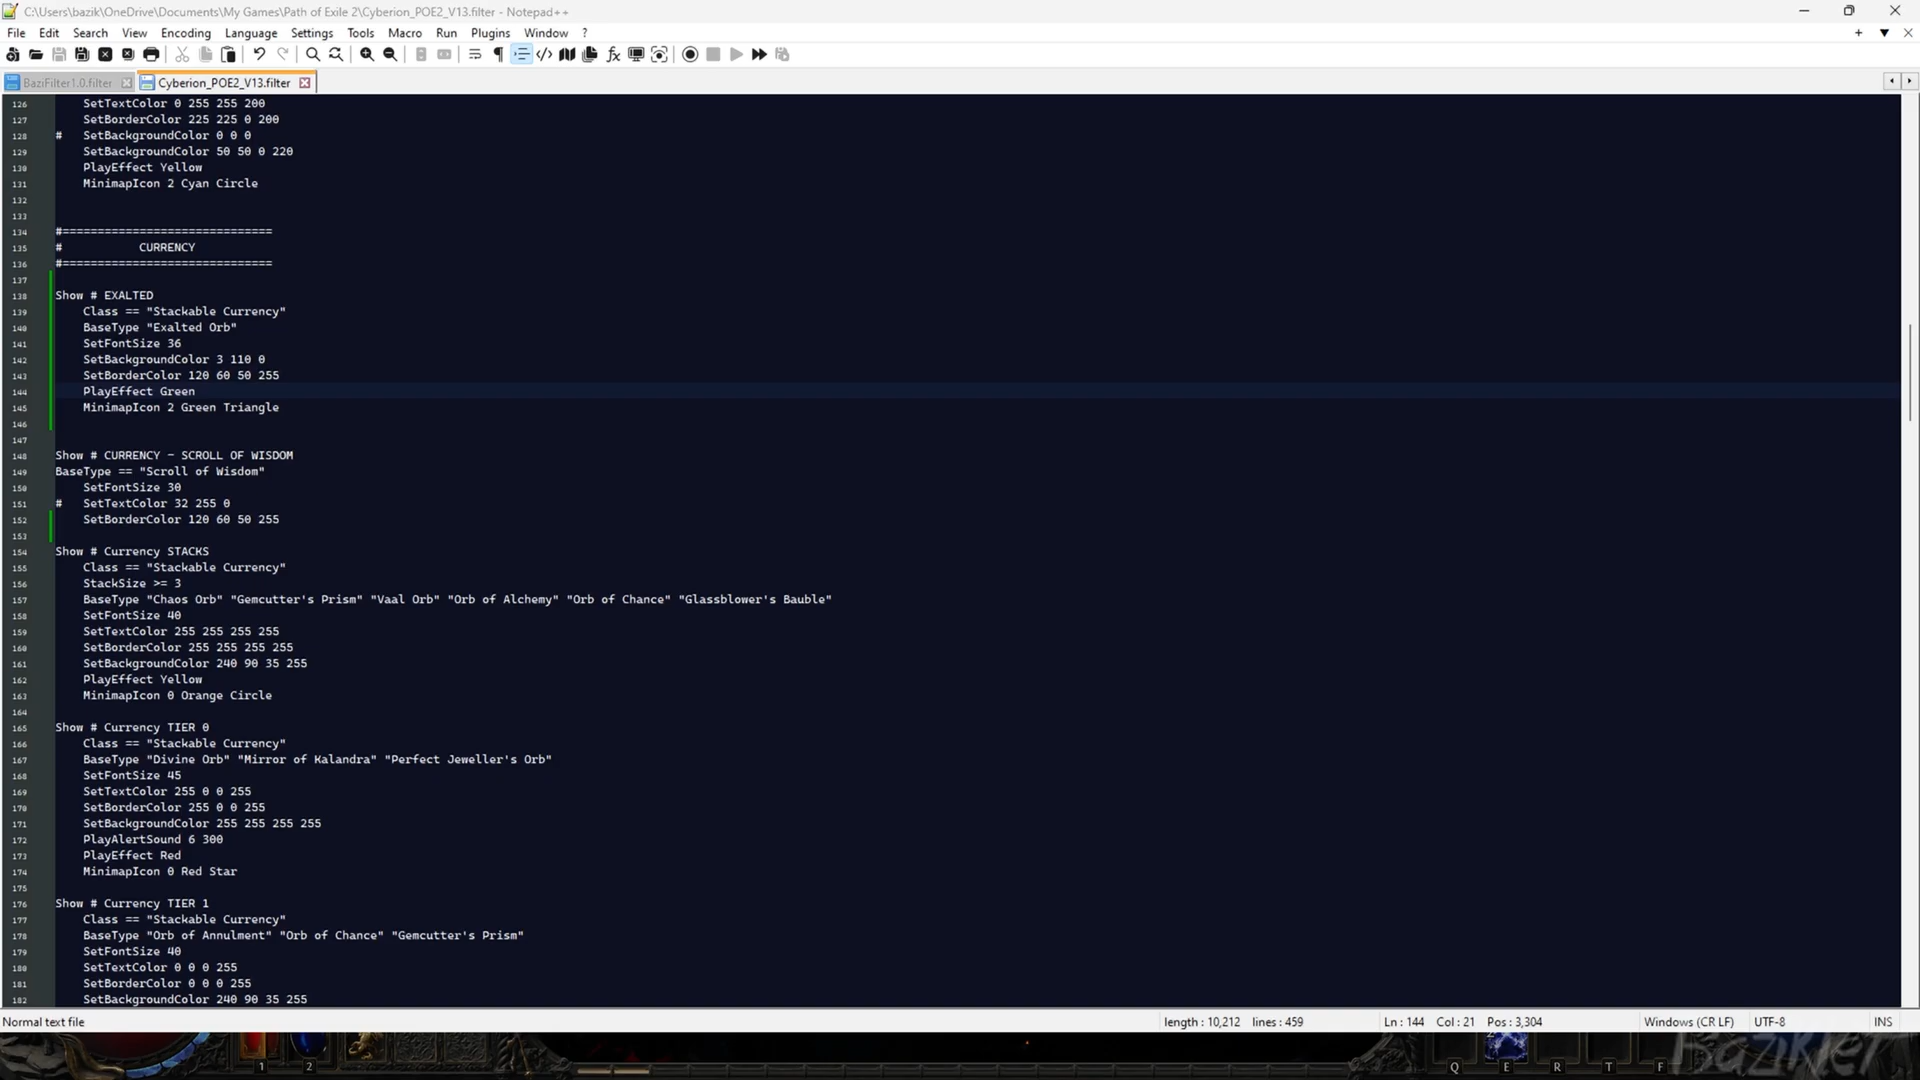 C:\Users\bazik\OneDrive\Documents\My Games\Path of Exile 2\Cyberion_POE2_V13.filter - Notepad++
File Edit Search View Encoding Language Settings Tools Macro Run Plugins Window ?
BaziFilter1.0.filter Cyberion_POE2_V13.filter
126 SetTextColor 0 255 255 200
127 SetBorderColor 225 225 0 200
128 # SetBackgroundColor 0 0 0
129 SetBackgroundColor 50 50 0 220
130 PlayEffect Yellow
131 MinimapIcon 2 Cyan Circle
132
133
134 #==============================
135 # CURRENCY
136 #==============================
137
138 Show # EXALTED
139 Class == "Stackable Currency"
140 BaseType "Exalted Orb"
141 SetFontSize 36
142 SetBackgroundColor 3 110 0
143 SetBorderColor 120 60 50 255
144 PlayEffect Green
145 MinimapIcon 2 Green Triangle
146
147
148 Show # CURRENCY - SCROLL OF WISDOM
149 BaseType == "Scroll of Wisdom"
150 SetFontSize 30
151 # SetTextColor 32 255 0
152 SetBorderColor 120 60 50 255
153
154 Show # Currency STACKS
155 Class == "Stackable Currency"
156 StackSize >= 3
157 BaseType "Chaos Orb" "Gemcutter's Prism" "Vaal Orb" "Orb of Alchemy" "Orb of Chance" "Glassblower's Bauble"
158 SetFontSize 40
159 SetTextColor 255 255 255 255
160 SetBorderColor 255 255 255 255
161 SetBackgroundColor 240 90 35 255
162 PlayEffect Yellow
163 MinimapIcon 0 Orange Circle
164
165 Show # Currency TIER 0
166 Class == "Stackable Currency"
167 BaseType "Divine Orb" "Mirror of Kalandra" "Perfect Jeweller's Orb"
168 SetFontSize 45
169 SetTextColor 255 0 0 255
170 SetBorderColor 255 0 0 255
171 SetBackgroundColor 255 255 255 255
172 PlayAlertSound 6 300
173 PlayEffect Red
174 MinimapIcon 0 Red Star
175
176 Show # Currency TIER 1
177 Class == "Stackable Currency"
178 BaseType "Orb of Annulment" "Orb of Chance" "Gemcutter's Prism"
179 SetFontSize 40
180 SetTextColor 0 0 0 255
181 SetBorderColor 0 0 0 255
182 SetBackgroundColor 240 90 35 255
Normal text file length : 10,212 lines : 459 Ln : 144 Col : 21 Pos : 3,304 Windows (CR LF) UTF-8 INS
1 2 Q E R T F